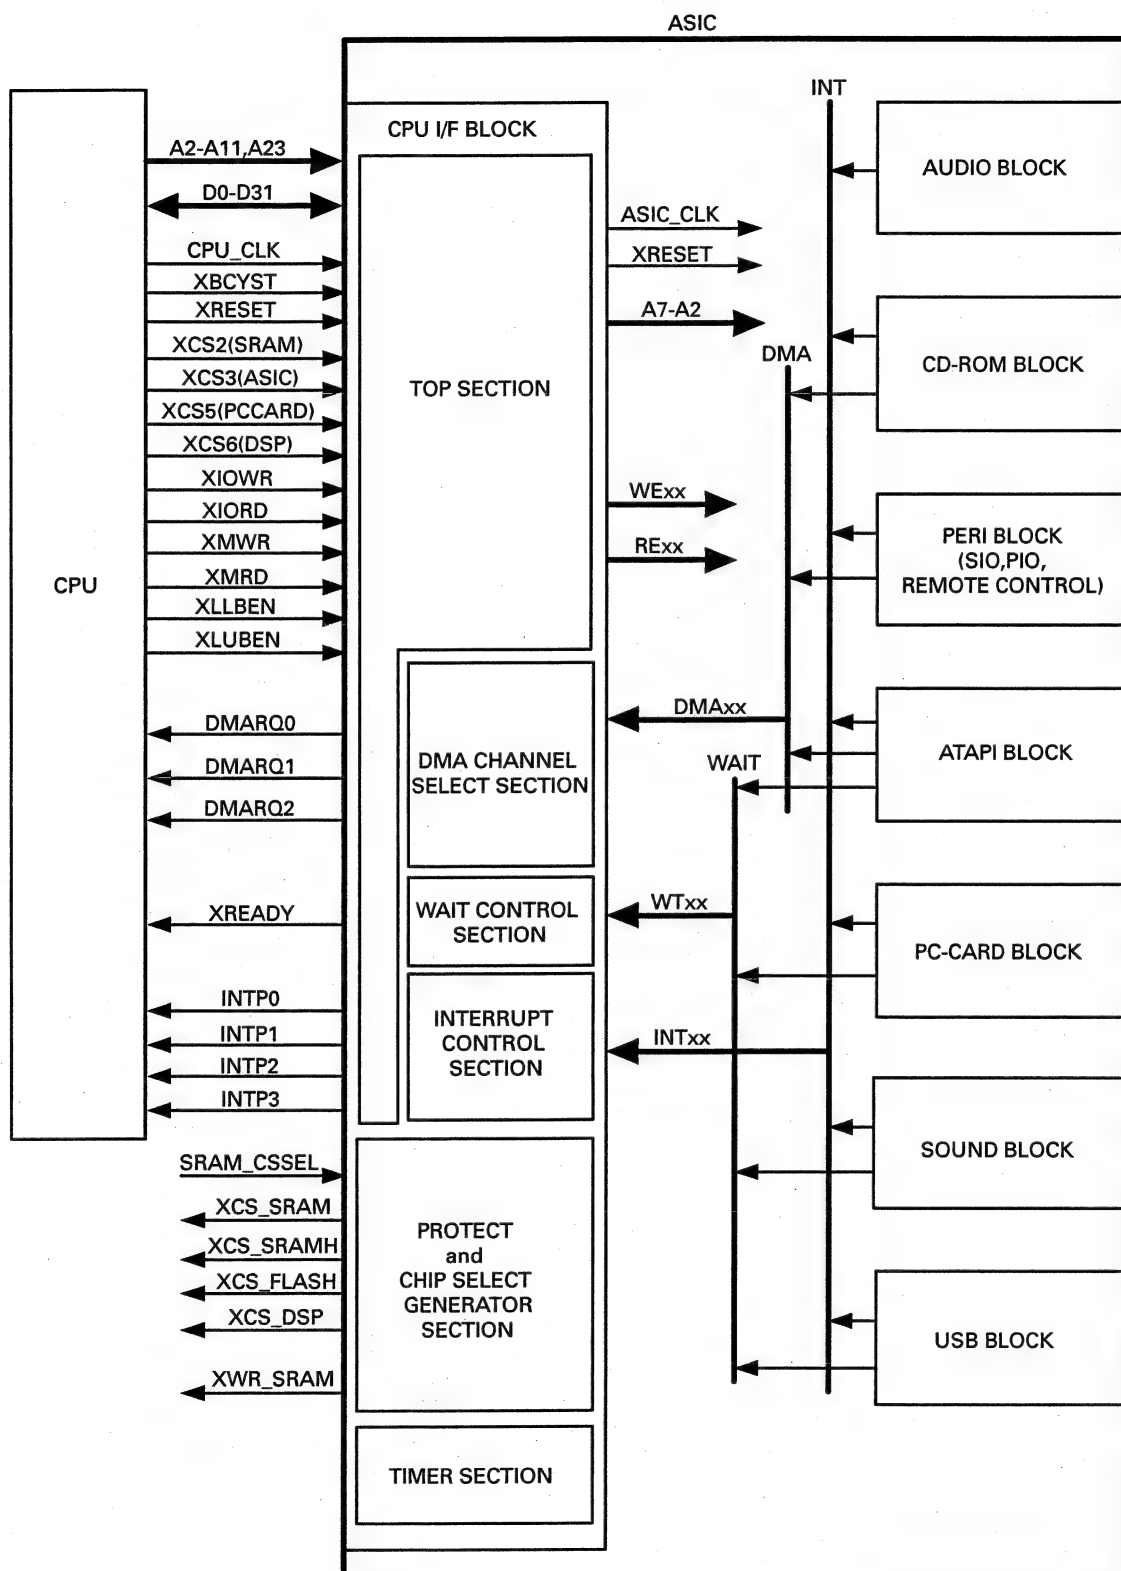 ASIC
CPU
A2-A11,A23
D0-D31
CPU_CLK
XBCYST
XRESET
XCS2(SRAM)
XCS3(ASIC)
XCS5(PCCARD)
XCS6(DSP)
XIOWR
XIORD
XMWR
XMRD
XLLBEN
XLUBEN
DMARQ0
DMARQ1
DMARQ2
XREADY
INTP0
INTP1
INTP2
INTP3
SRAM_CSSEL
XCS_SRAM
XCS_SRAMH
XCS_FLASH
XCS_DSP
XWR_SRAM
CPU I/F BLOCK
TOP SECTION
DMA CHANNEL
SELECT SECTION
WAIT CONTROL
SECTION
INTERRUPT
CONTROL
SECTION
PROTECT
and
CHIP SELECT
GENERATOR
SECTION
TIMER SECTION
ASIC_CLK
XRESET
A7-A2
WExx
RExx
DMAxx
WTxx
INTxx
WAIT
DMA
INT
AUDIO BLOCK
CD-ROM BLOCK
PERI BLOCK
(SIO,PIO,
REMOTE CONTROL)
ATAPI BLOCK
PC-CARD BLOCK
SOUND BLOCK
USB BLOCK